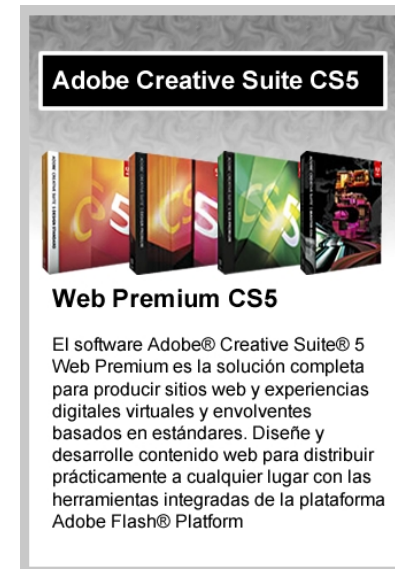 Adobe Creative Suite CS5
Web Premium CS5
El software Adobe® Creative Suite® 5
Web Premium es la solución completa
para producir sitios web y experiencias
digitales virtuales y envolventes
basados en estándares. Diseñe y
desarrolle contenido web para distribuir
prácticamente a cualquier lugar con las
herramientas integradas de la plataforma
Adobe Flash® Platform